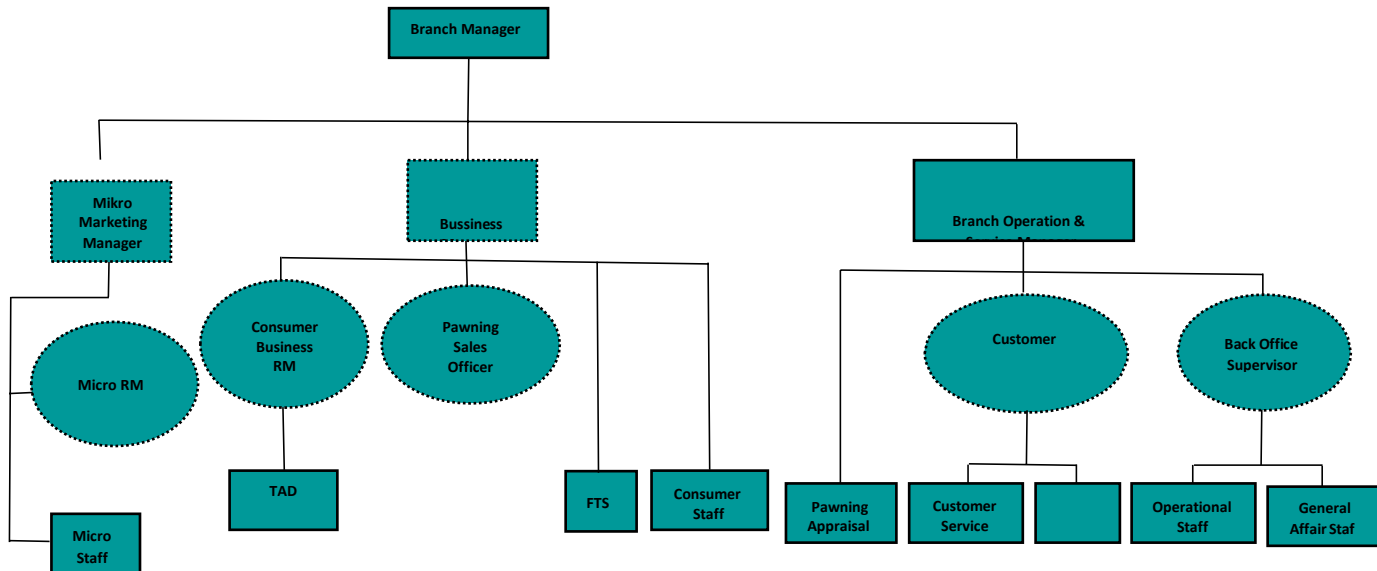 Branch Manager
Mikro
Marketing
Manager
Bussiness
Branch Operation &
Consumer
Business
RM
Pawning
Sales
Officer
Customer
Back Office
Supervisor
Micro RM
TAD
FTS
Consumer
Staff
Pawning
Appraisal
Customer
Service
Operational
Staff
General
Affair Staf
Micro
Staff